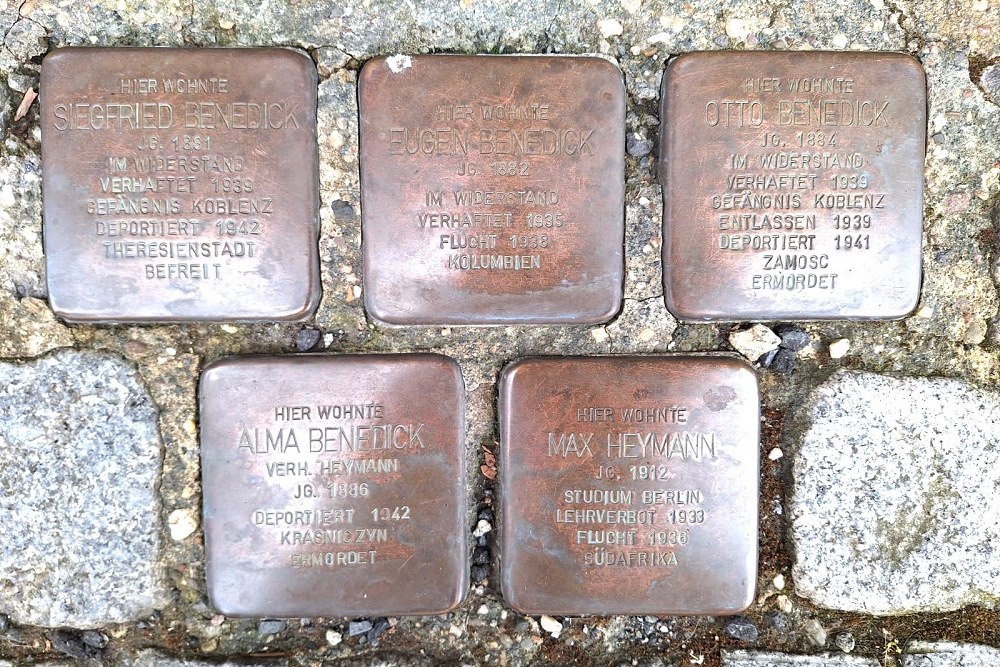 HIER WOHNTE
SIEGFRIED BENEDICK
JG. 1881
IM WIDERSTAND
VERHAFTET 1939
GEFÄNGNIS KOBLENZ
DEPORTIERT 1942
THERESIENSTADT
BEFREIT
HIER WOHNTE
EUGEN BENEDICK
JG. 1882
IM WIDERSTAND
VERHAFTET 1935
FLUCHT 1938
KOLUMBIEN
HIER WOHNTE
OTTO BENEDICK
JG. 1884
IM WIDERSTAND
VERHAFTET 1939
GEFÄNGNIS KOBLENZ
ENTLASSEN 1939
DEPORTIERT 1941
ZAMOSC
ERMORDET
HIER WOHNTE
ALMA BENEDICK
VERH. HEYMANN
JG. 1886
DEPORTIERT 1942
KRASNICZYN
ERMORDET
HIER WOHNTE
MAX HEYMANN
JG. 1912
STUDIUM BERLIN
LEHRVERBOT 1933
FLUCHT 1936
SÜDAFRIKA